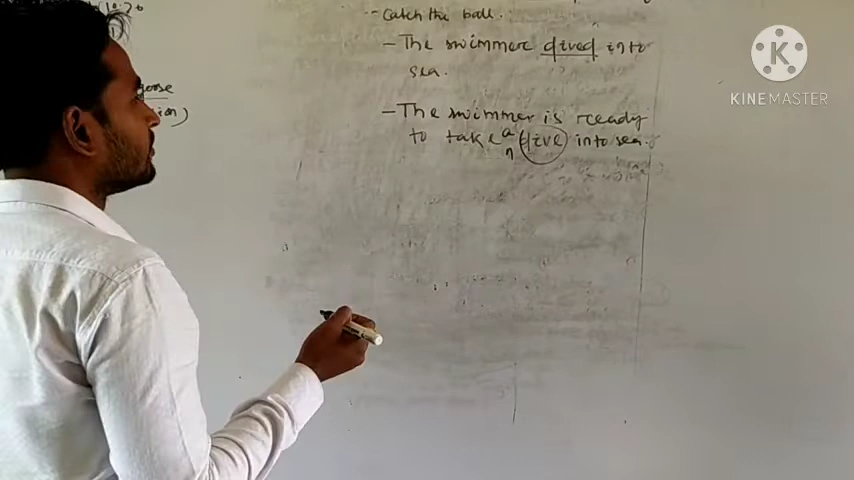 - catch the ball.
- The swimmer dived into
sea.
- The swimmer is ready
to take a dive into sea.
n
K
KINEMASTER